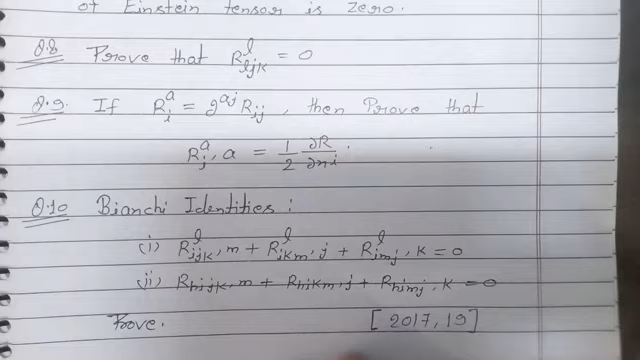 of Einstein tensor is zero.
Q.8 Prove that R^l_{ljk} = 0
Q.9. If R^a_i = g^{aj} R_{ij}, then Prove that
R^a_j, a = 1/2 ∂R/∂x^j.
Q.10 Bianchi Identities :
(i) R^l_{ijk}, m + R^l_{ikm}, j + R^l_{imj}, k = 0
(ii) R_{hijk}, m + R_{hikm}, j + R_{himj}, k = 0
Prove. [2017, 19]